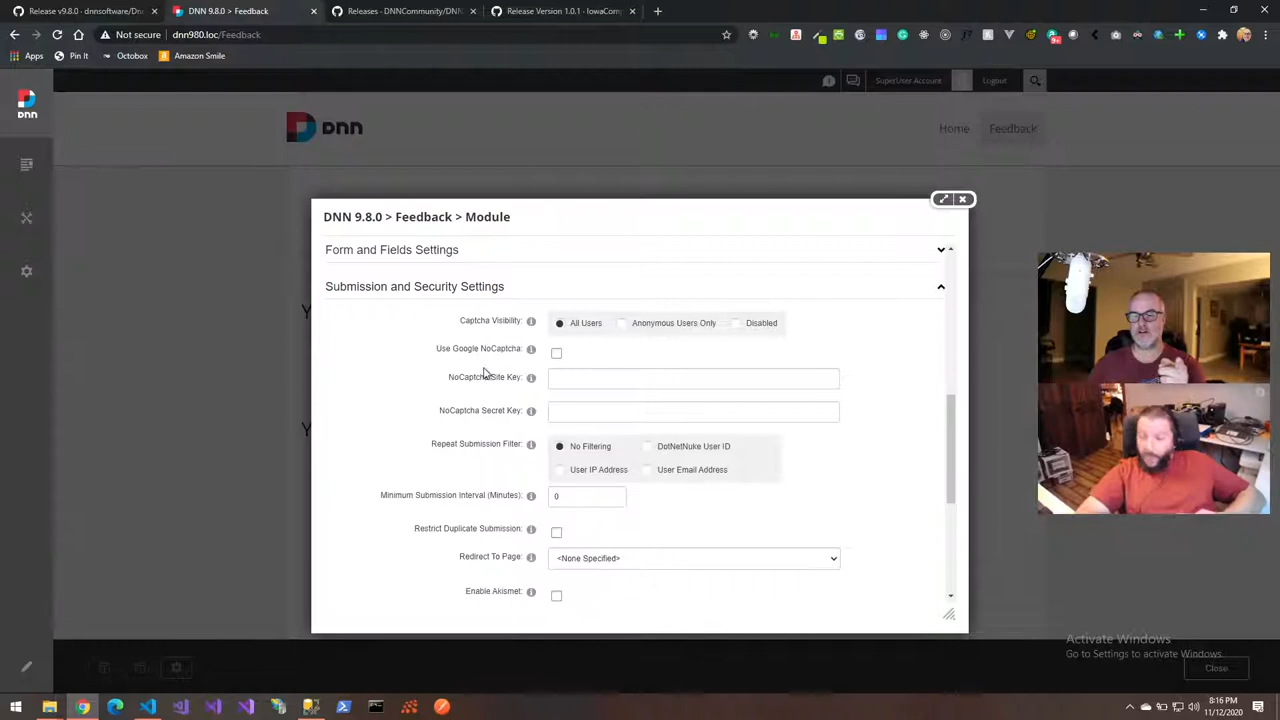 Release v9.8.0 · dnnsoftware/Dnn
DNN 9.8.0 > Feedback
Releases · DNNCommunity/DNN
Release Version 1.0.1 · IowaCom
Not secure
dnn980.loc/Feedback
9+
Apps
Pin It
Octobox
Amazon Smile
DNN
SuperUser Account
Logout
Dnn
Home
Feedback
DNN 9.8.0 > Feedback > Module
Form and Fields Settings
Submission and Security Settings
Captcha Visibility:
All Users
Anonymous Users Only
Disabled
Use Google NoCaptcha:
NoCaptcha Site Key:
NoCaptcha Secret Key:
Repeat Submission Filter:
No Filtering
DotNetNuke User ID
User IP Address
User Email Address
Minimum Submission Interval (Minutes):
0
Restrict Duplicate Submission:
Redirect To Page:
<None Specified>
Enable Akismet:
Activate Windows
Go to Settings to activate Windows.
Close
8:16 PM
11/12/2020